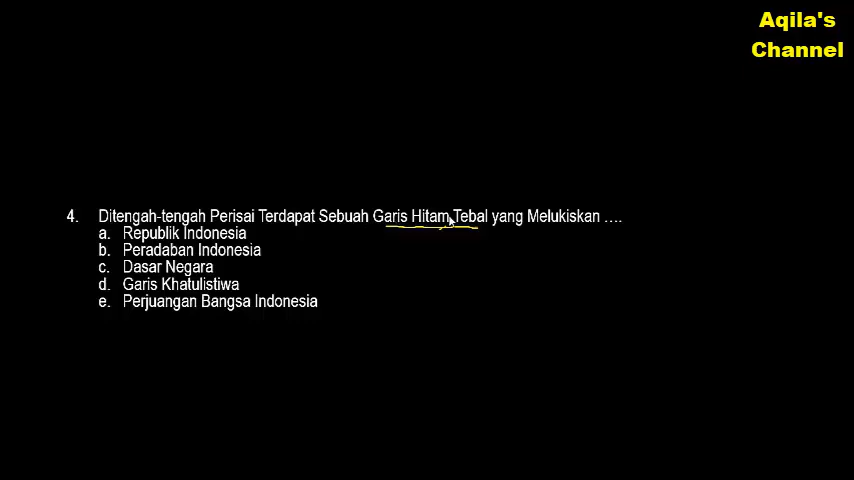 Aqila's
Channel
4. Ditengah-tengah Perisai Terdapat Sebuah Garis Hitam Tebal yang Melukiskan ....
a. Republik Indonesia
b. Peradaban Indonesia
c. Dasar Negara
d. Garis Khatulistiwa
e. Perjuangan Bangsa Indonesia